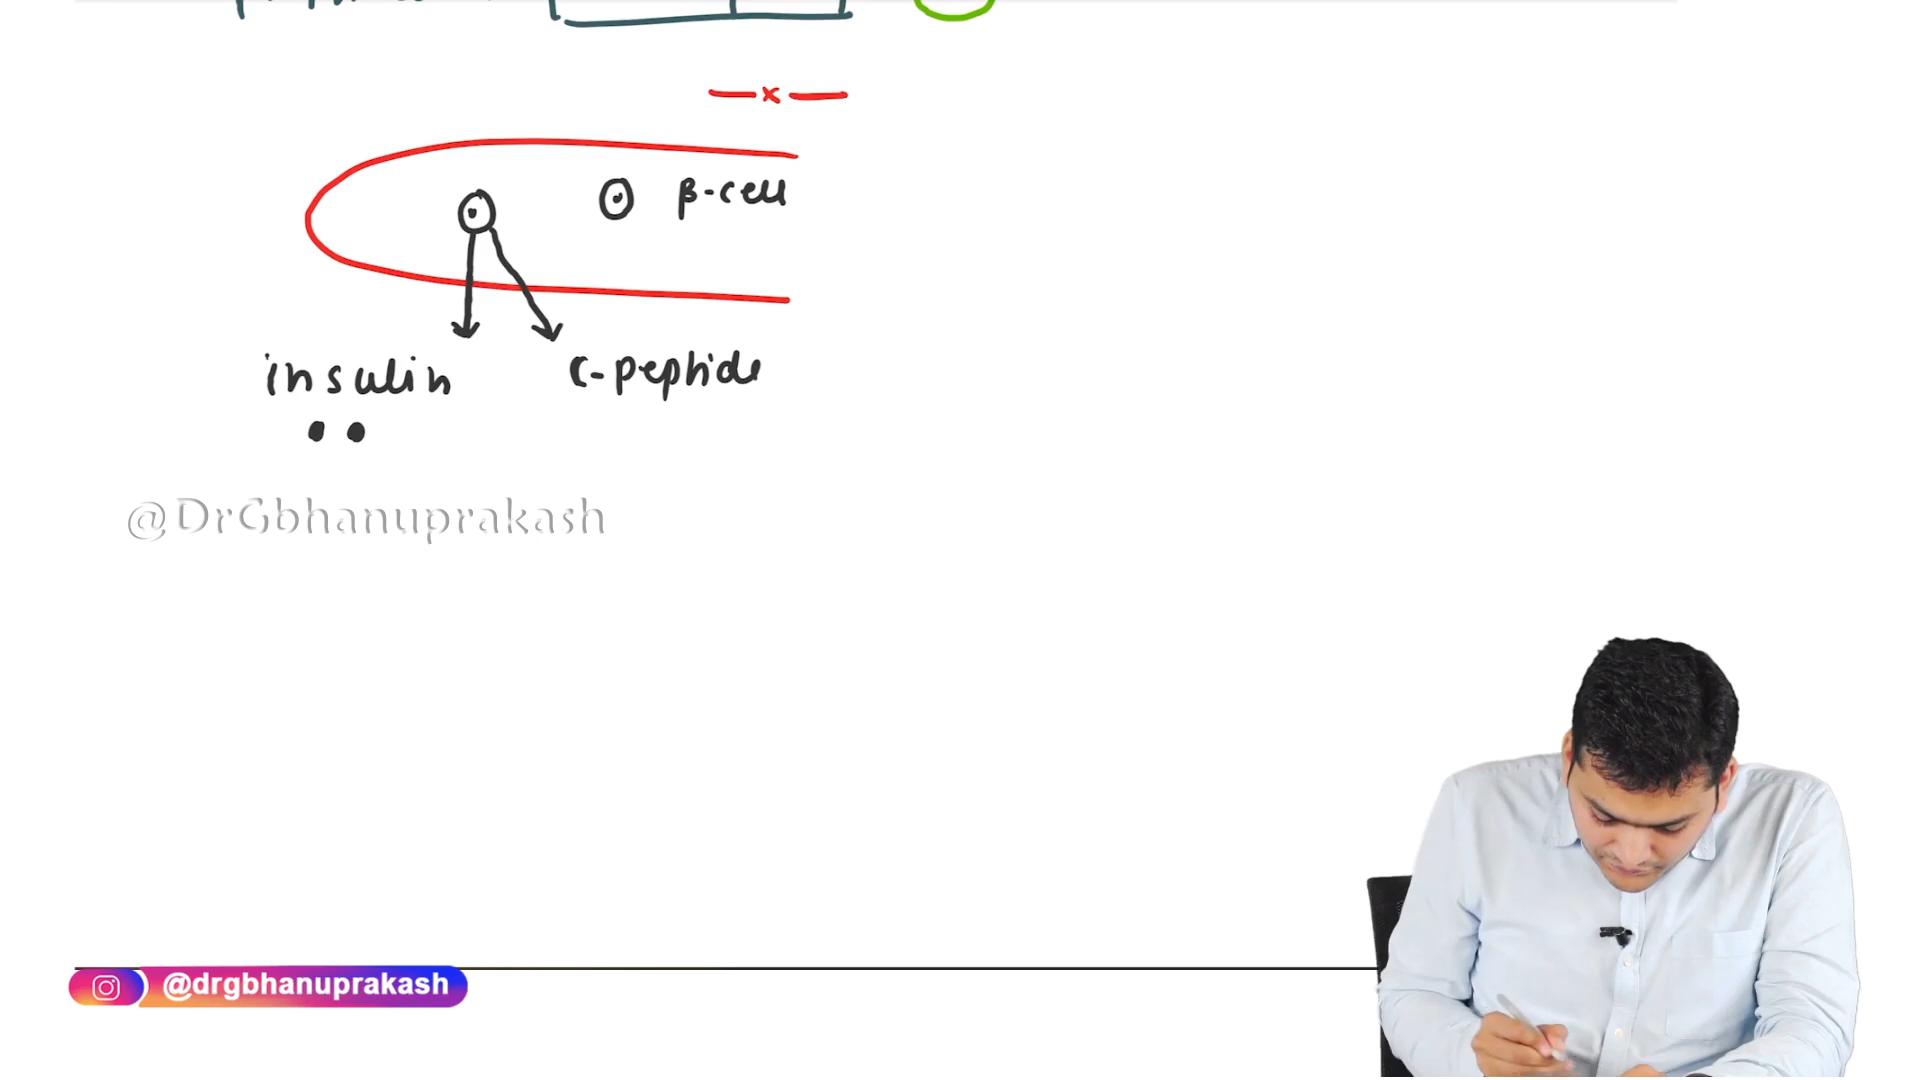 β-cell
insulin
c-peptide
@DrGbhanuprakash
@drgbhanuprakash